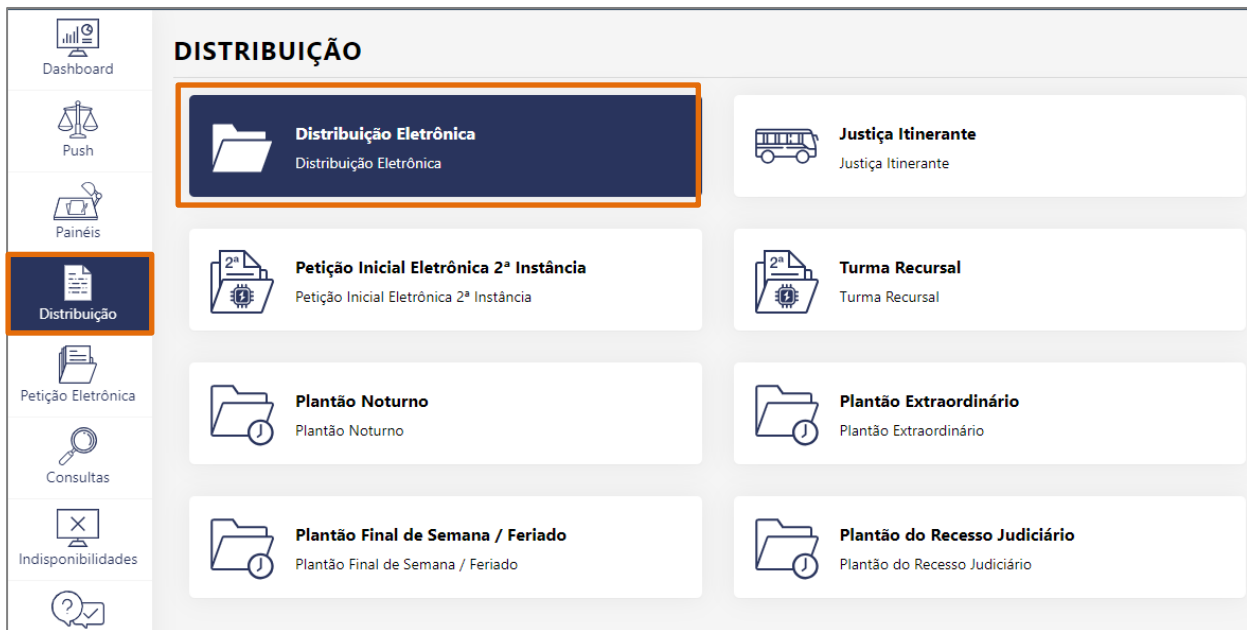 Dashboard
Push
Painéis
Distribuição
Petição Eletrônica
Consultas
Indisponibilidades
DISTRIBUIÇÃO
Distribuição Eletrônica
Distribuição Eletrônica
Justiça Itinerante
Justiça Itinerante
2ª
Petição Inicial Eletrônica 2ª Instância
Petição Inicial Eletrônica 2ª Instância
2ª
Turma Recursal
Turma Recursal
Plantão Noturno
Plantão Noturno
Plantão Extraordinário
Plantão Extraordinário
Plantão Final de Semana / Feriado
Plantão Final de Semana / Feriado
Plantão do Recesso Judiciário
Plantão do Recesso Judiciário